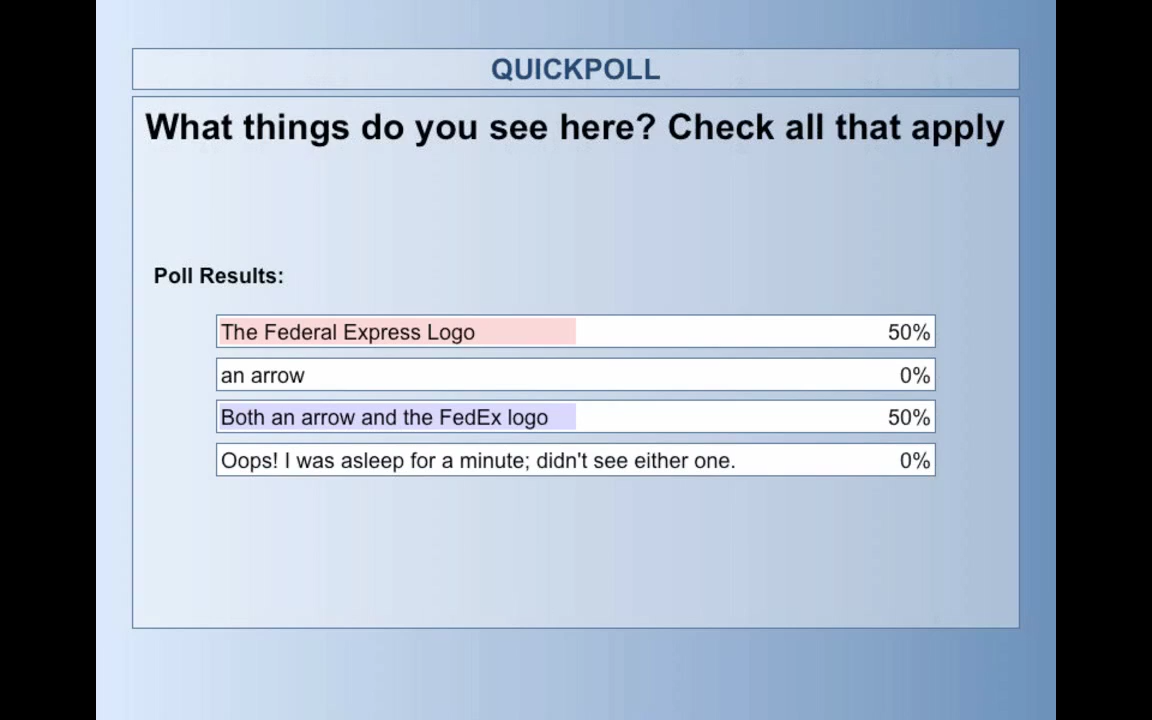 QUICKPOLL
What things do you see here? Check all that apply
Poll Results:
The Federal Express Logo 50%
an arrow 0%
Both an arrow and the FedEx logo 50%
Oops! I was asleep for a minute; didn't see either one. 0%